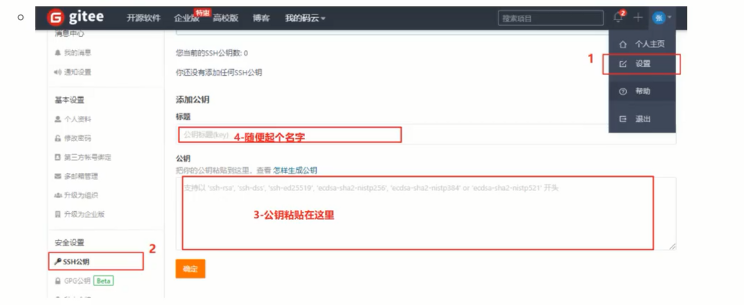 gitee 开源软件 企业版 特惠 高校版 博客 我的码云 搜索项目 2 张
消息中心
我的消息
通知设置
您当前的SSH公钥数: 0
你还没有添加任何SSH公钥
1
个人主页
设置
帮助
退出
基本设置
个人资料
修改密码
第三方帐号绑定
多邮箱管理
升级为组织
升级为企业版
添加公钥
标题
公钥标题(key)
4-随便起个名字
公钥
把你的公钥粘贴到这里，查看 怎样生成公钥
支持以 'ssh-rsa', 'ssh-dss', 'ssh-ed25519', 'ecdsa-sha2-nistp256', 'ecdsa-sha2-nistp384' or 'ecdsa-sha2-nistp521' 开头
3-公钥粘贴在这里
安全设置
2
SSH公钥
GPG公钥 Beta
确定